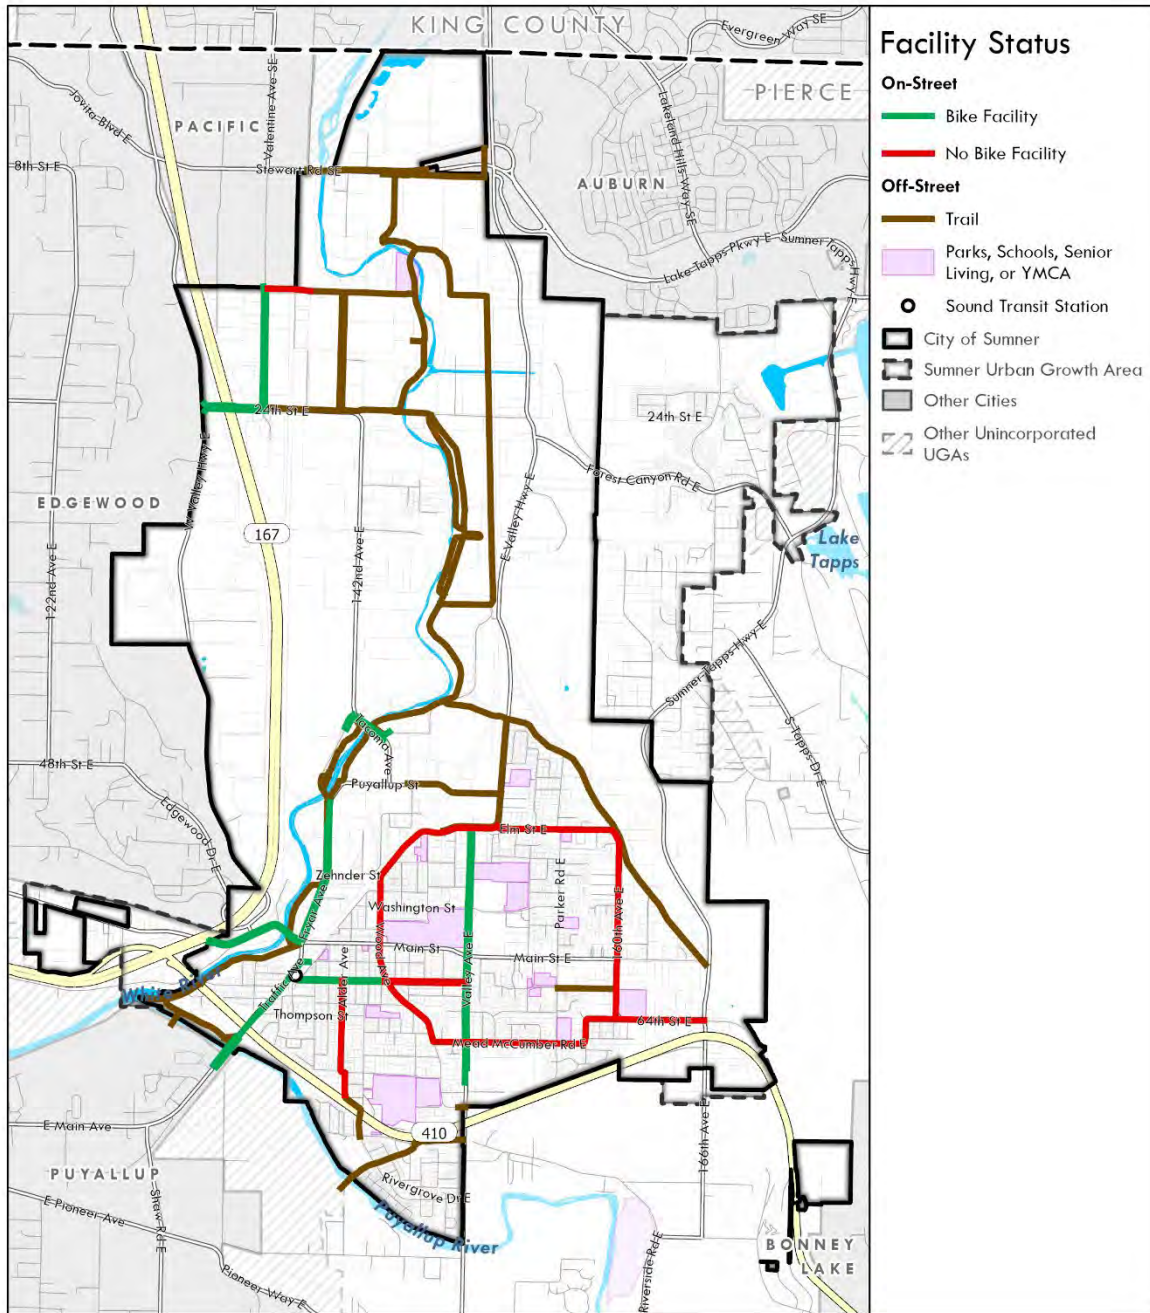 KING COUNTY
Evergreen Way SE
PIERCE
Jovita Blvd E
PACIFIC
S Valentine Ave SE
Lakeland Hills Way SE
8th St E
Stewart Rd SE
AUBURN
Lake Tapps Pkwy E
Sumner Tapps Hwy E
24th St E
24th St E
W Valley Hwy E
E Valley Hwy E
Forest Canyon Rd E
EDGEWOOD
167
122nd Ave E
142nd Ave E
Lake
Tapps
Sumner-Tapps Hwy E
S Tapps Dr E
Tacoma Ave
48th St E
Puyallup St
Edgewood Dr E
Elm St E
Zehnder St
Fryar Ave
Parker Rd E
160th Ave E
Washington St
Wood Ave
Main St
Main St E
Valley Ave E
White River
Traffic Ave
Alder Ave
Thompson St
64th St E
Mead McCumber Rd E
E Main Ave
410
166th Ave E
PUYALLUP
Shaw Rd E
Rivergrove Dr E
E Pioneer Ave
Puyallup River
Pioneer Way E
Riverside Rd E
BONNEY
LAKE
Facility Status
On-Street
Bike Facility
No Bike Facility
Off-Street
Trail
Parks, Schools, Senior
Living, or YMCA
Sound Transit Station
City of Sumner
Sumner Urban Growth Area
Other Cities
Other Unincorporated
UGAs